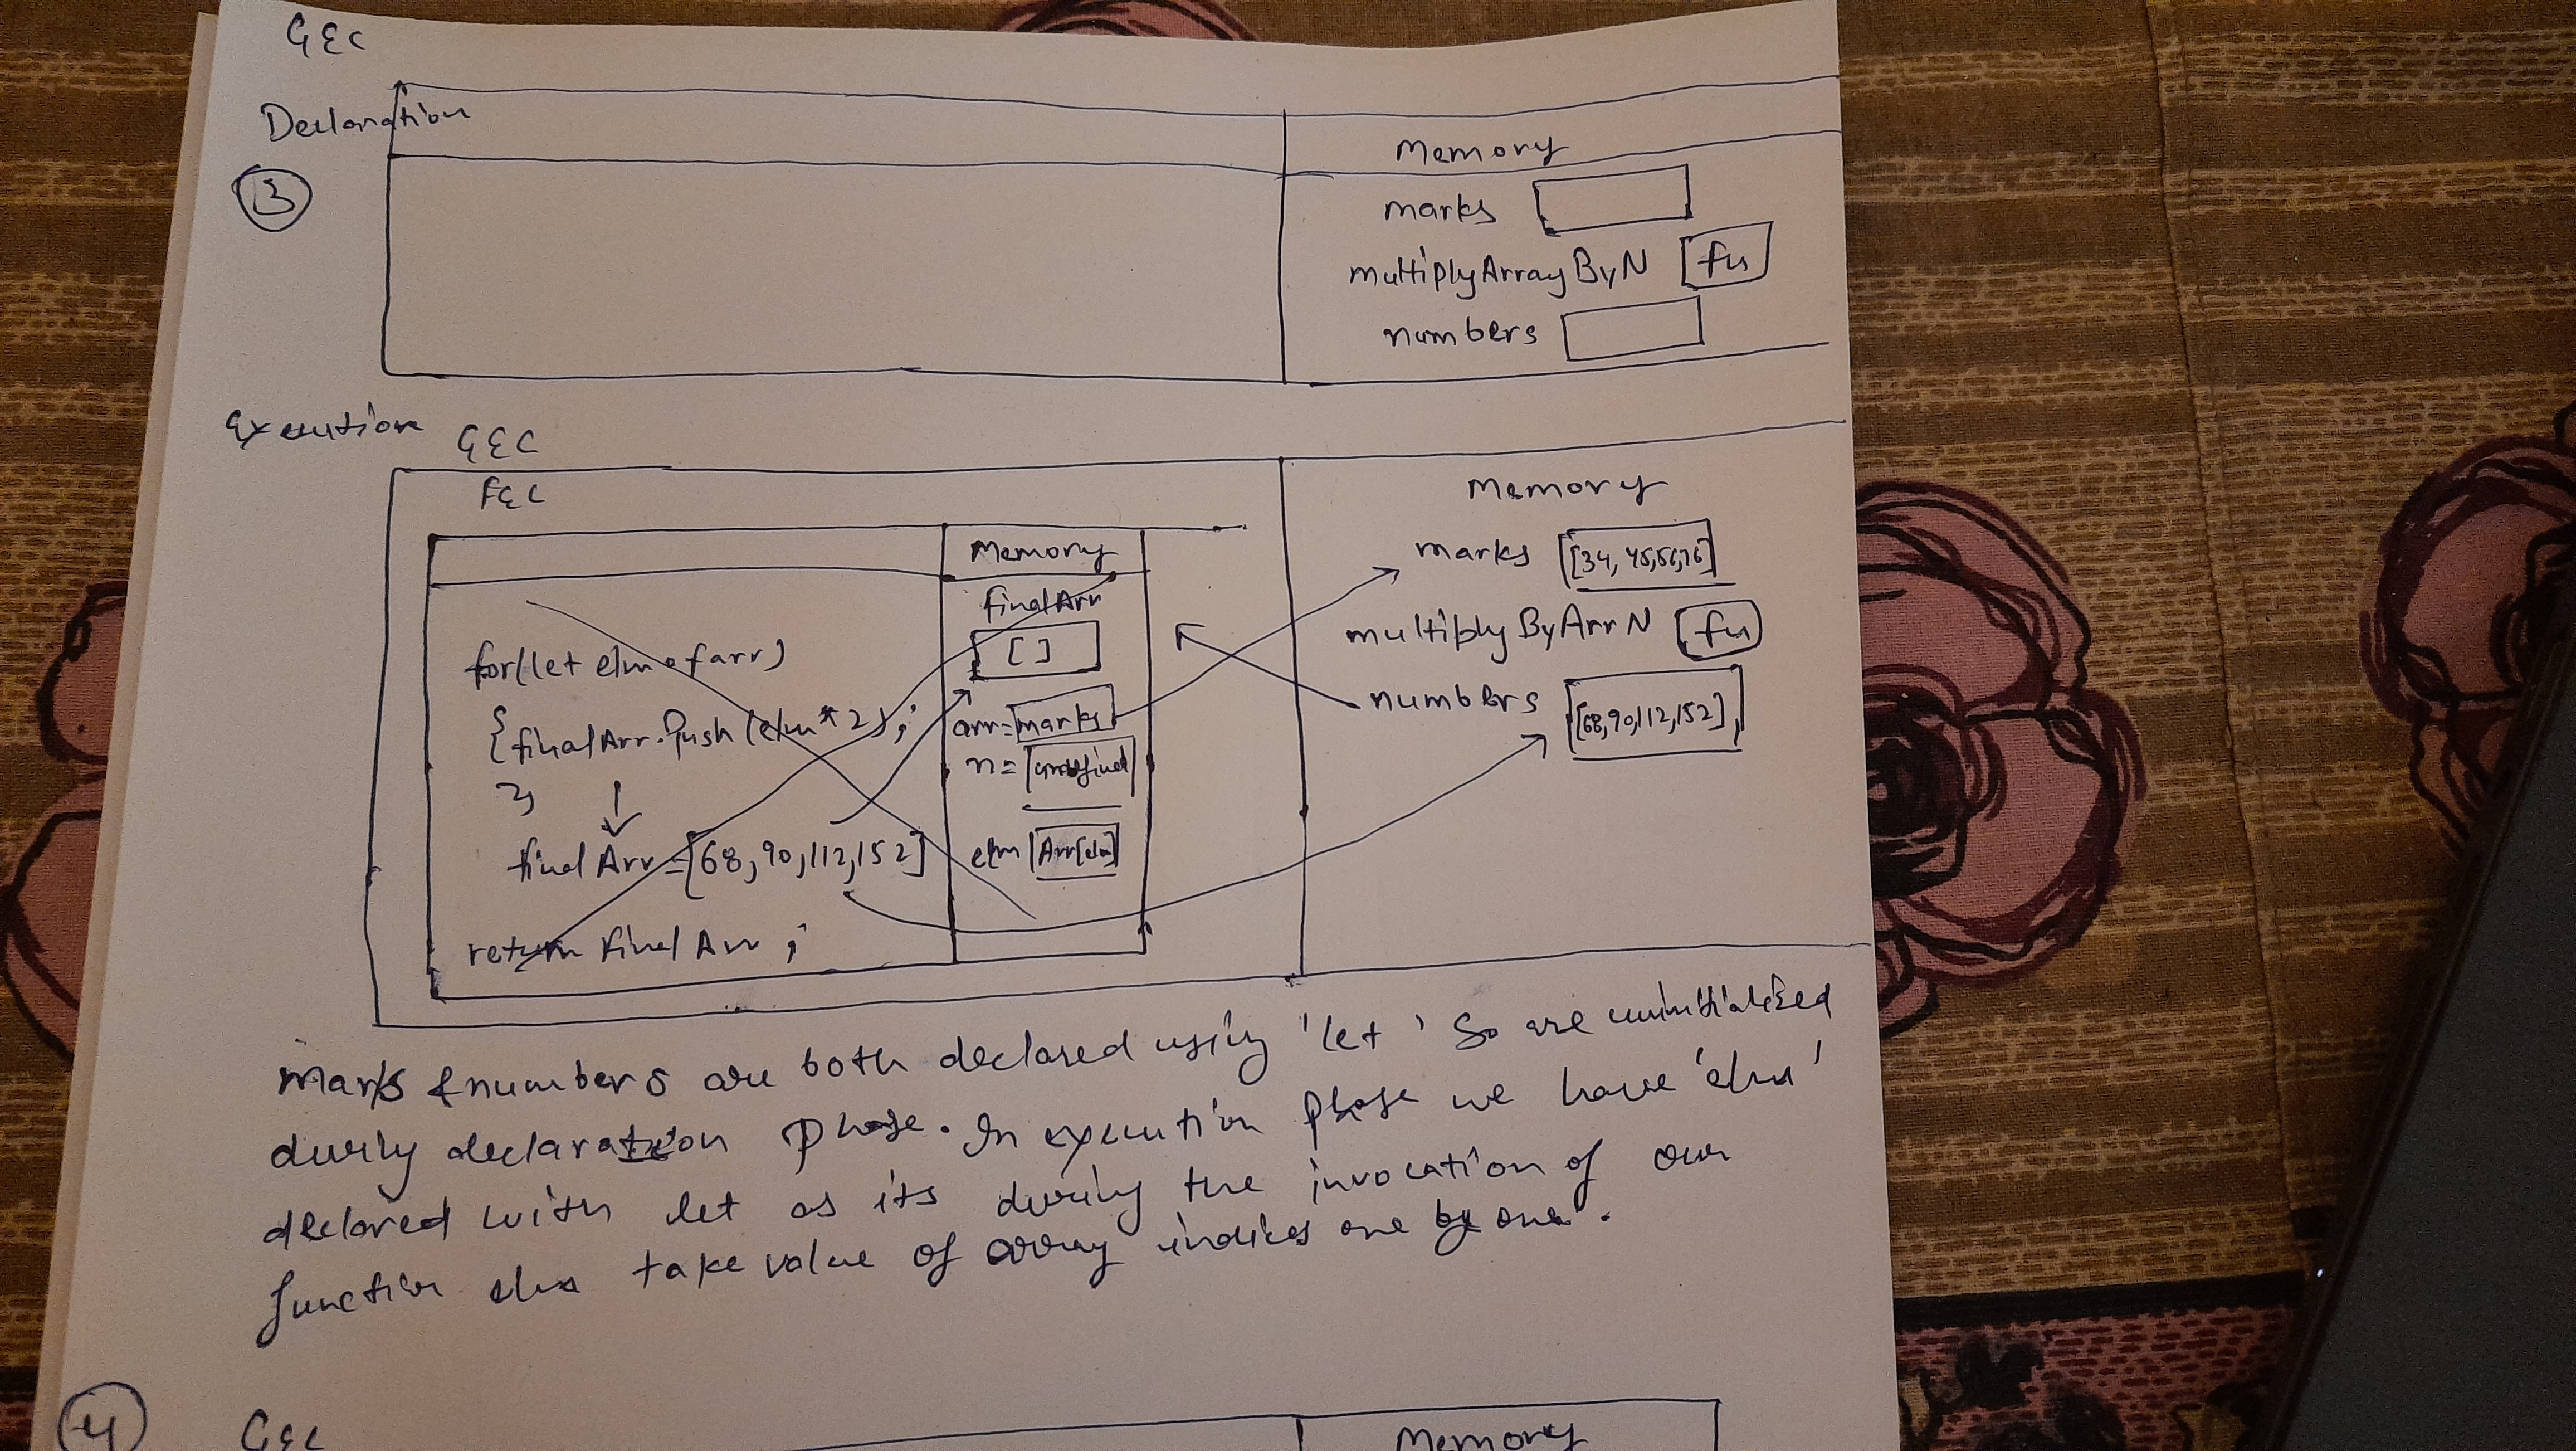 GEC
Declaration
3
Memory
marks
multiplyArrayByN fn
numbers
Execution GEC
FEC
Memory
marks [34,45,56,76]
multiplyByArrN fn
numbers [68,90,112,152]
Memory
finalArr
[ ]
arr=marks
n=undefined
elm
for(let elm of arr)
{finalArr.push(elm*2);
}
finalArr=[68,90,112,152]
return finalArr;
marks & numbers are both declared using 'let', so are uninitialized
during declaration phase. In execution phase we have 'elm'
declared with let as its during the invocation of our
function elm take value of array indices one by one.
4
GEC
Memory